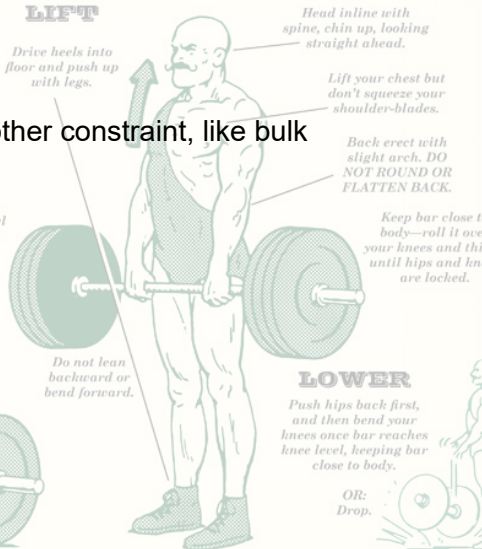 LIFT
Drive heels into
floor and push up
with legs.
Head inline with
spine, chin up, looking
straight ahead.
Lift your chest but
don't squeeze your
shoulder-blades.
other constraint, like bulk
Back erect with
slight arch. DO
NOT ROUND OR
FLATTEN BACK.
Keep bar close t
body—roll it ove
your knees and thi
until hips and kn
are locked.
Do not lean
backward or
bend forward.
LOWER
Push hips back first,
and then bend your
knees once bar reaches
knee level, keeping bar
close to body.
OR:
Drop.